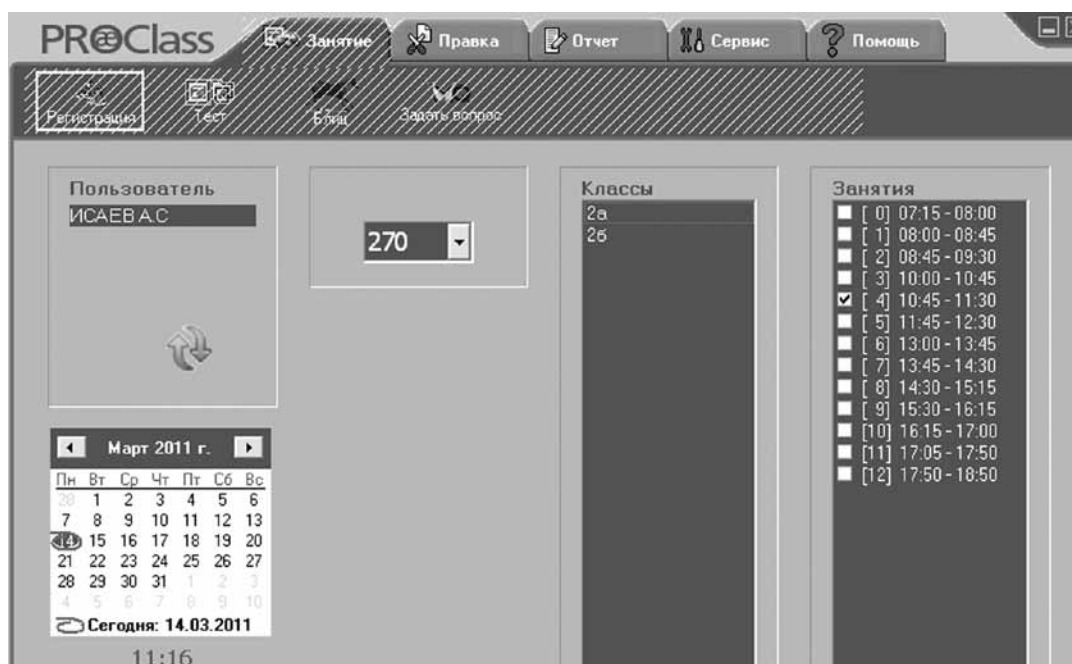 PROClass
Занятие Правка Отчет Сервис Помощь
Регистрация Тест Блиц Задать вопрос
Пользователь
ИСАЕВ А.С
270
Март 2011 г.
Пн Вт Ср Чт Пт Сб Вс
28 1 2 3 4 5 6
7 8 9 10 11 12 13
14 15 16 17 18 19 20
21 22 23 24 25 26 27
28 29 30 31 1 2 3
4 5 6 7 8 9 10
Сегодня: 14.03.2011
11:16
Классы
2а
2б
Занятия
[ 0] 07:15 - 08:00
[ 1] 08:00 - 08:45
[ 2] 08:45 - 09:30
[ 3] 10:00 - 10:45
[ 4] 10:45 - 11:30
[ 5] 11:45 - 12:30
[ 6] 13:00 - 13:45
[ 7] 13:45 - 14:30
[ 8] 14:30 - 15:15
[ 9] 15:30 - 16:15
[10] 16:15 - 17:00
[11] 17:05 - 17:50
[12] 17:50 - 18:50